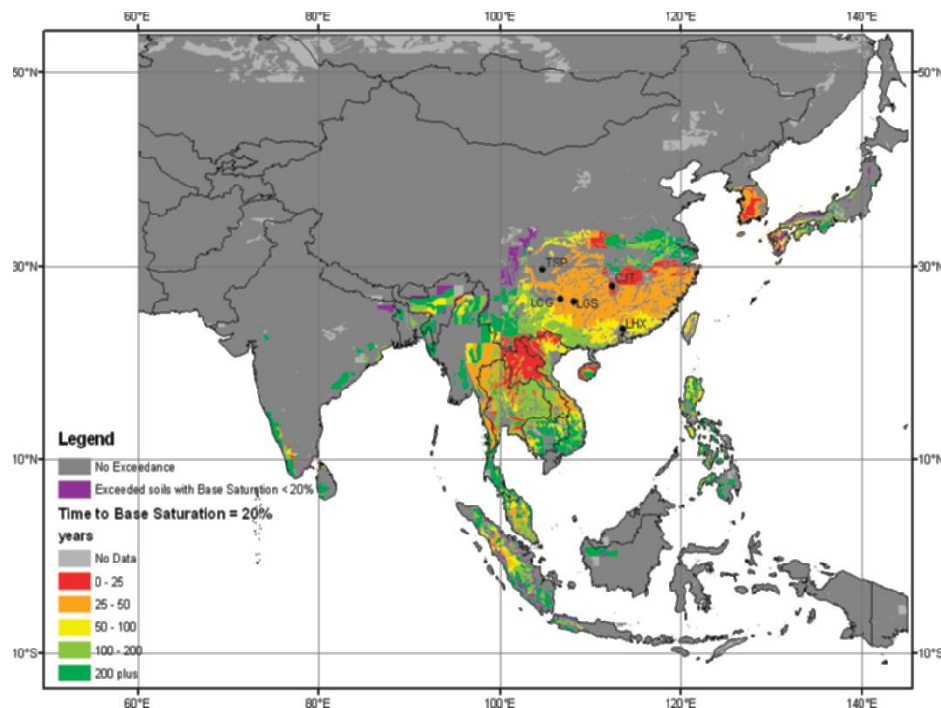 60°E 80°E 100°E 120°E 140°E
50°N 50°N
30°N 30°N
TSP
CJT
LCG LGS
LHX
Legend
10°N 10°N
No Exceedance
Exceeded soils with Base Saturation < 20%
Time to Base Saturation = 20%
years
No Data
0 - 25
25 - 50
50 - 100
100 - 200
10°S 10°S
200 plus
60°E 80°E 100°E 120°E 140°E